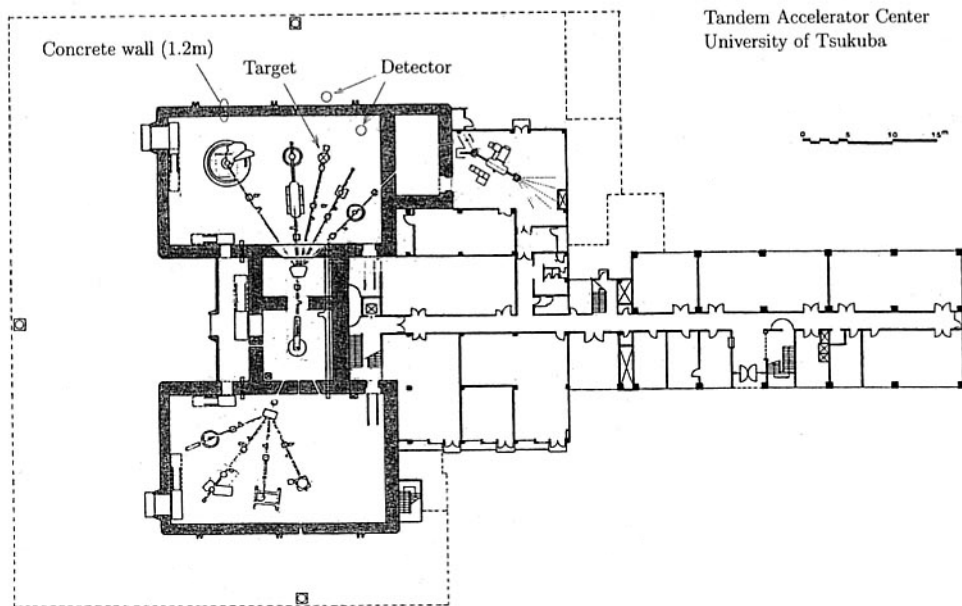 Tandem Accelerator Center
University of Tsukuba
Concrete wall (1.2m)
Target
Detector
0 5 10 15m